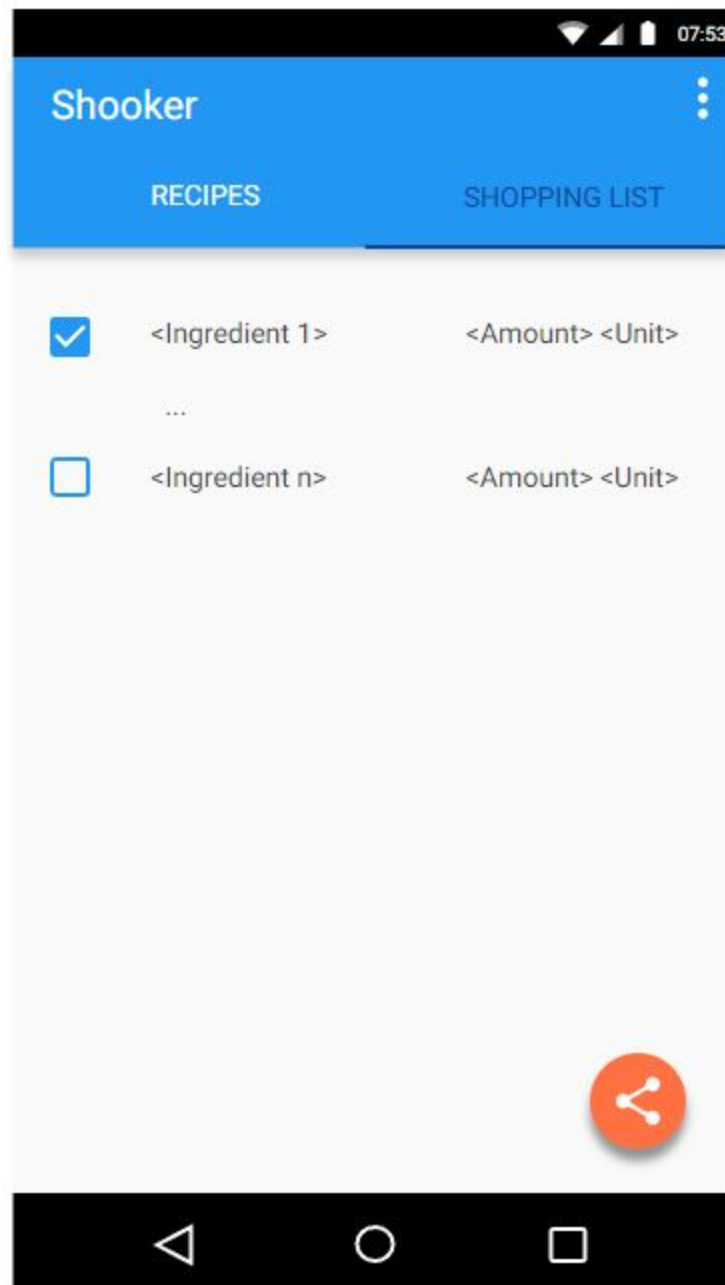 07:53
Shooker
RECIPES SHOPPING LIST
<Ingredient 1> <Amount> <Unit>
...
<Ingredient n> <Amount> <Unit>